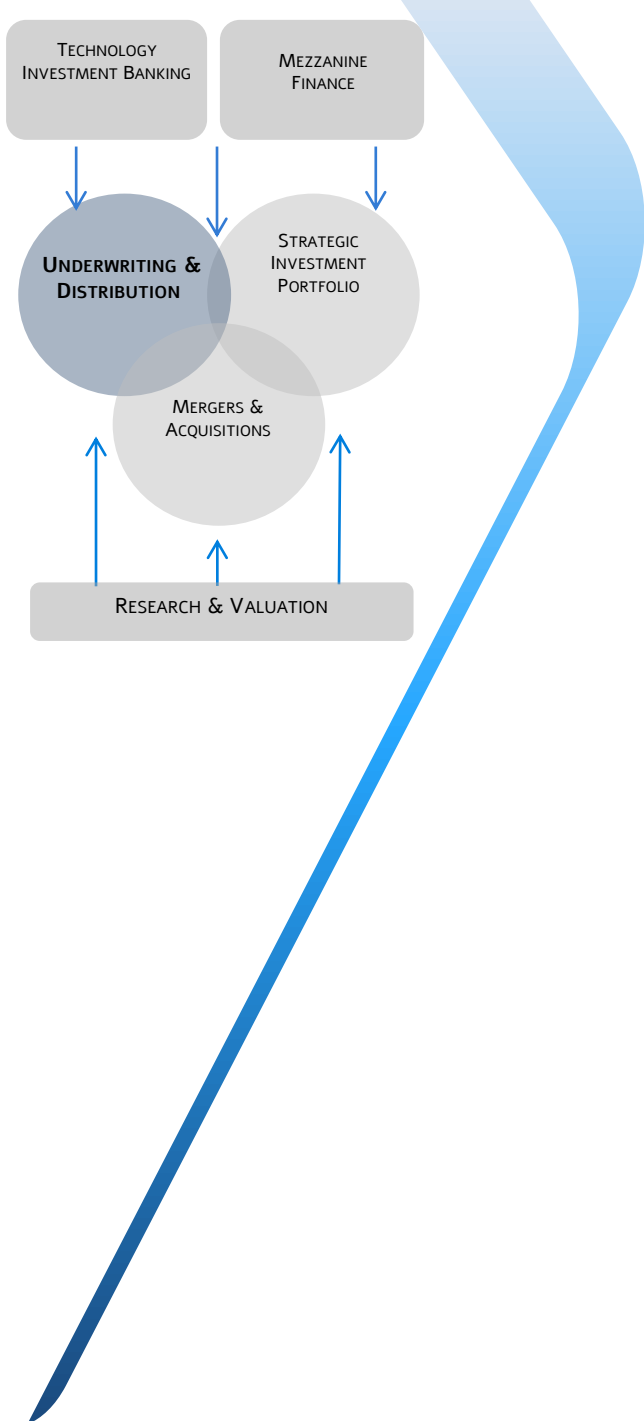 Technology
Investment Banking
Mezzanine
Finance
Underwriting &
Distribution
Strategic
Investment
Portfolio
Mergers &
Acquisitions
Research & Valuation